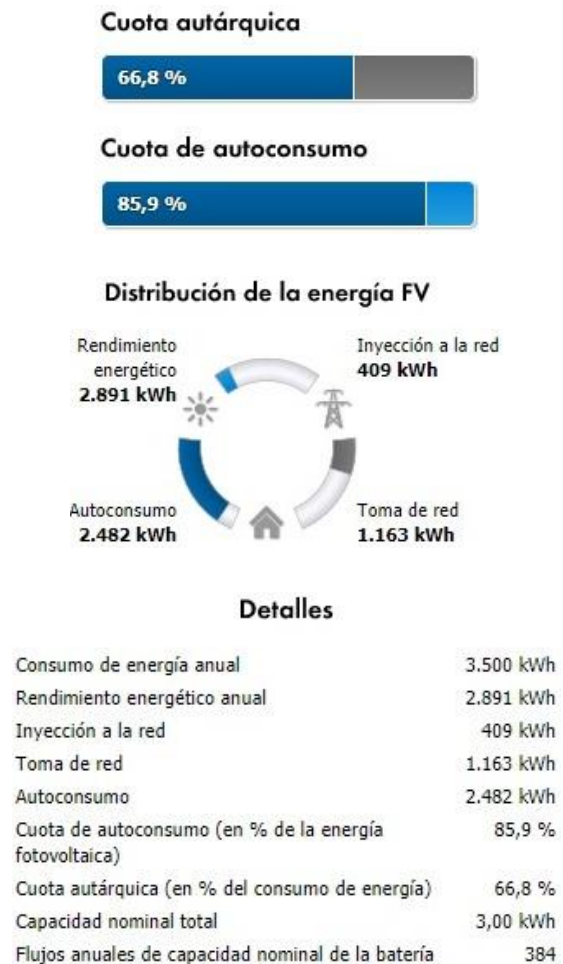 Cuota autárquica
66,8 %
Cuota de autoconsumo
85,9 %
Distribución de la energía FV
Rendimiento
energético
2.891 kWh
Inyección a la red
409 kWh
Autoconsumo
2.482 kWh
Toma de red
1.163 kWh
Detalles
Consumo de energía anual 3.500 kWh
Rendimiento energético anual 2.891 kWh
Inyección a la red 409 kWh
Toma de red 1.163 kWh
Autoconsumo 2.482 kWh
Cuota de autoconsumo (en % de la energía 85,9 %
fotovoltaica)
Cuota autárquica (en % del consumo de energía) 66,8 %
Capacidad nominal total 3,00 kWh
Flujos anuales de capacidad nominal de la batería 384